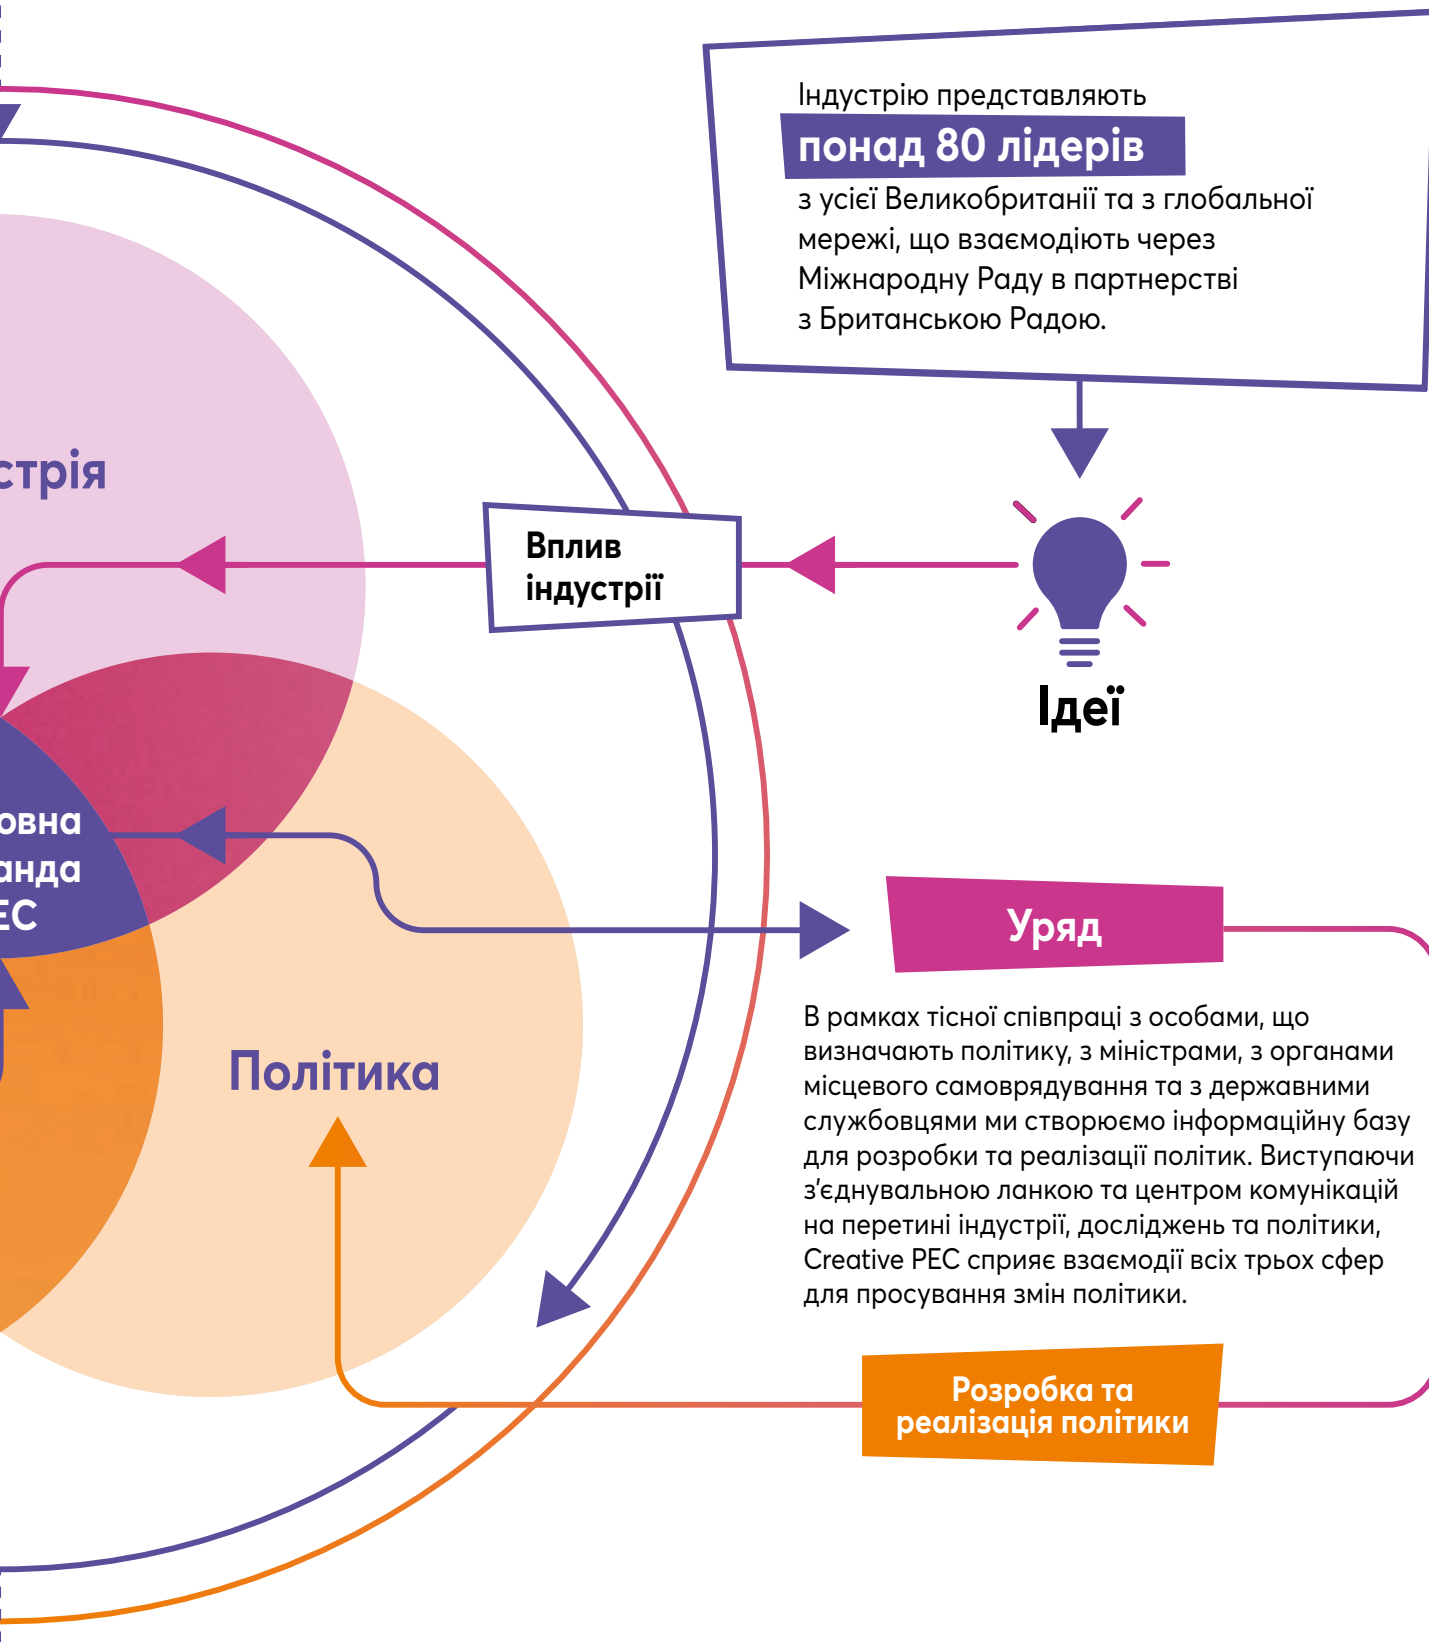 Індустрію представляють
понад 80 лідерів
з усієї Великобританії та з глобальної
мережі, що взаємодіють через
Міжнародну Раду в партнерстві
з Британською Радою.
стрія
Вплив
індустрії
Ідеї
овна
анда
EC
Уряд
В рамках тісної співпраці з особами, що
визначають політику, з міністрами, з органами
місцевого самоврядування та з державними
службовцями ми створюємо інформаційну базу
для розробки та реалізації політик. Виступаючи
з'єднувальною ланкою та центром комунікацій
на перетині індустрії, досліджень та політики,
Creative PEC сприяє взаємодії всіх трьох сфер
для просування змін політики.
Політика
Розробка та
реалізація політики